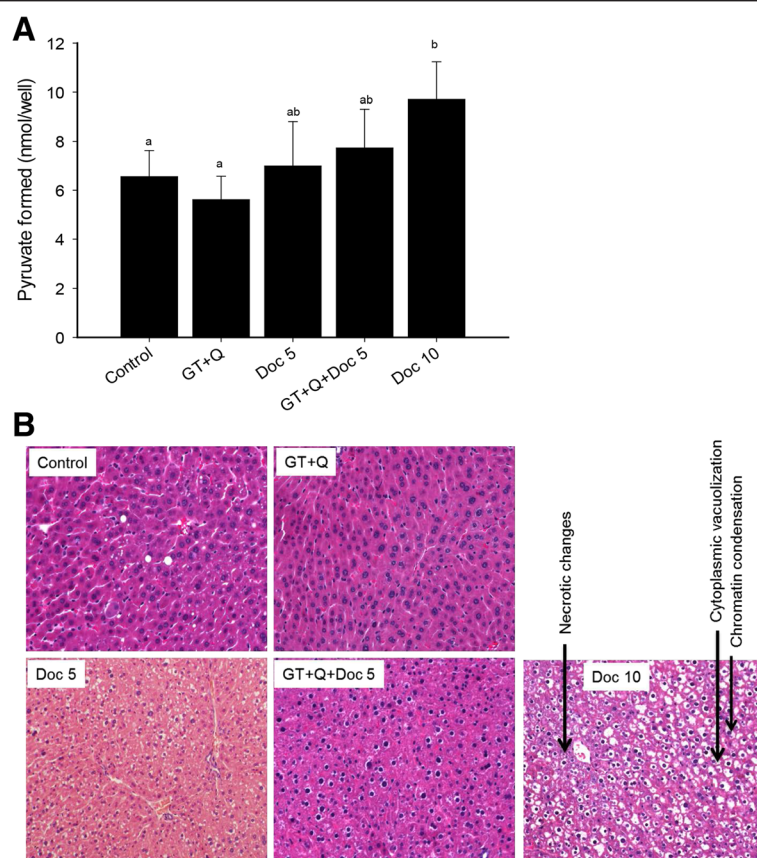 A
12
10
8
6
4
2
0
Pyruvate formed (nmol/well)
a
a
ab
ab
b
Control
GT+Q
Doc 5
GT+Q+Doc 5
Doc 10
B
Control
GT+Q
Doc 5
GT+Q+Doc 5
Doc 10
Necrotic changes
Cytoplasmic vacuolization
Chromatin condensation